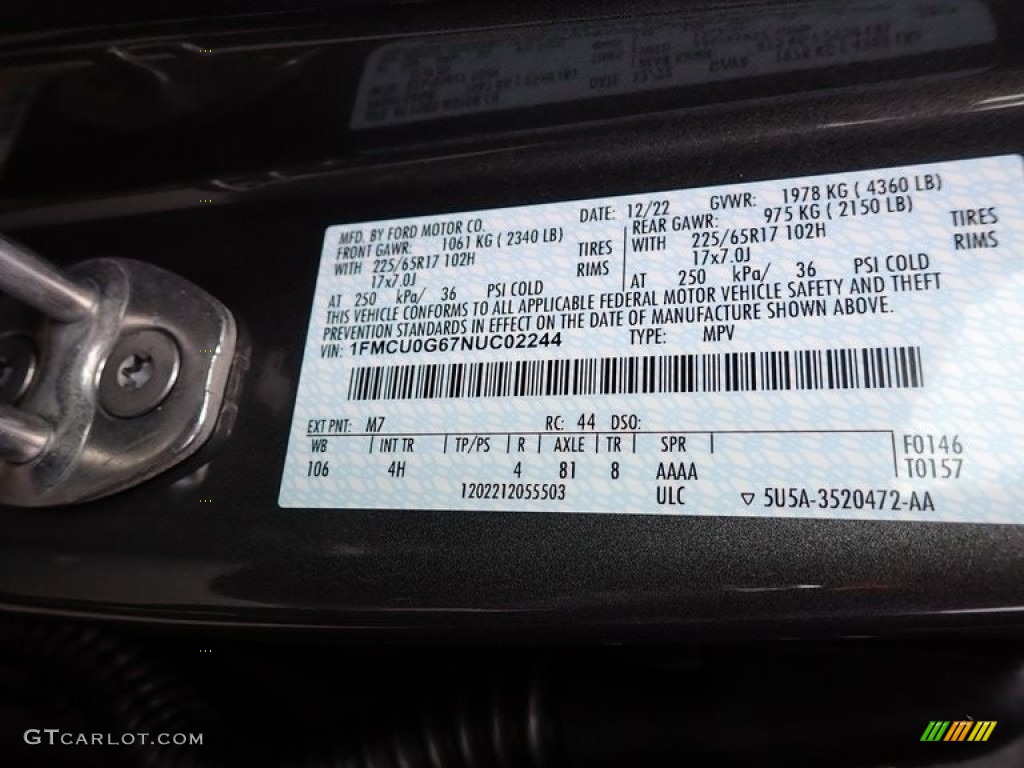 MFD. BY FORD MOTOR CO. DATE: 12/22 GVWR: 1978 KG ( 4360 LB)
FRONT GAWR: 1061 KG ( 2340 LB) REAR GAWR: 975 KG ( 2150 LB)
WITH 225/65R17 102H TIRES WITH 225/65R17 102H TIRES
17x7.0J RIMS 17x7.0J RIMS
AT 250 kPa/ 36 PSI COLD AT 250 kPa/ 36 PSI COLD
THIS VEHICLE CONFORMS TO ALL APPLICABLE FEDERAL MOTOR VEHICLE SAFETY AND THEFT
PREVENTION STANDARDS IN EFFECT ON THE DATE OF MANUFACTURE SHOWN ABOVE.
VIN: 1FMCU0G67NUC02244 TYPE: MPV
EXT PNT: M7 RC: 44 DSO:
WB INT TR TP/PS R AXLE TR SPR F0146
106 4H 4 81 8 AAAA T0157
1202212055503 ULC ▽ 5U5A-3520472-AA
GTCARLOT.COM